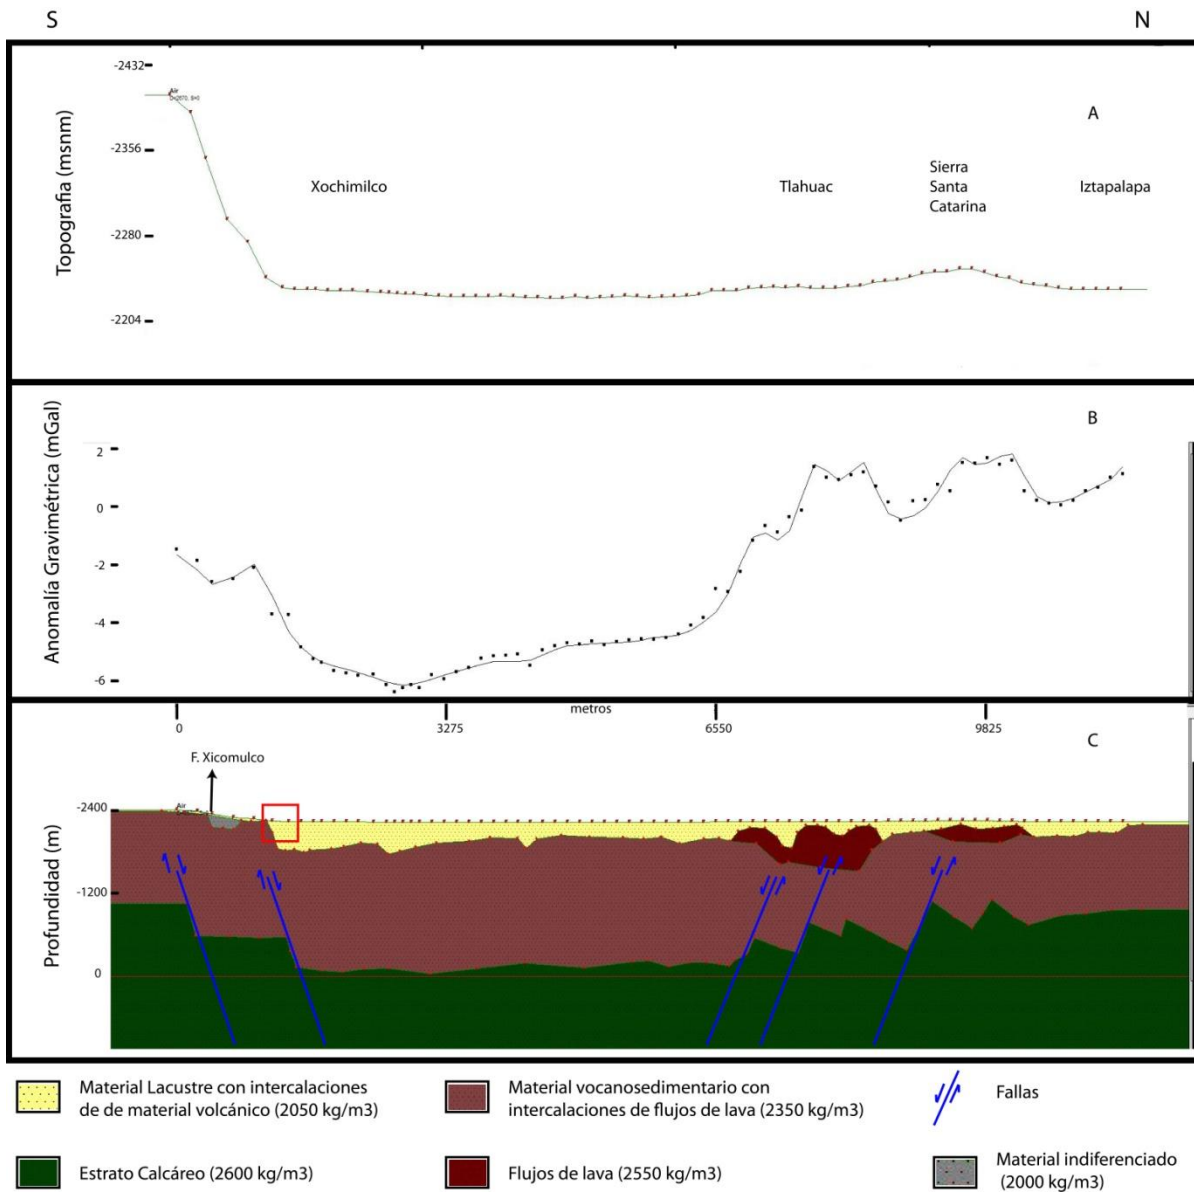 S
N
-2432
Air
A
Topografía (msnm)
-2356
Xochimilco
Tlahuac
Sierra
Santa
Catarina
Iztapalapa
-2280
-2204
B
Anomalía Gravimétrica (mGal)
2
0
-2
-4
-6
metros
0
3275
6550
9825
C
F. Xicomulco
Profundidad (m)
-2400
Air
-1200
0
Material Lacustre con intercalaciones
de de material volcánico (2050 kg/m3)
Material vocanosedimentario con
intercalaciones de flujos de lava (2350 kg/m3)
Fallas
Estrato Calcáreo (2600 kg/m3)
Flujos de lava (2550 kg/m3)
Material indiferenciado
(2000 kg/m3)